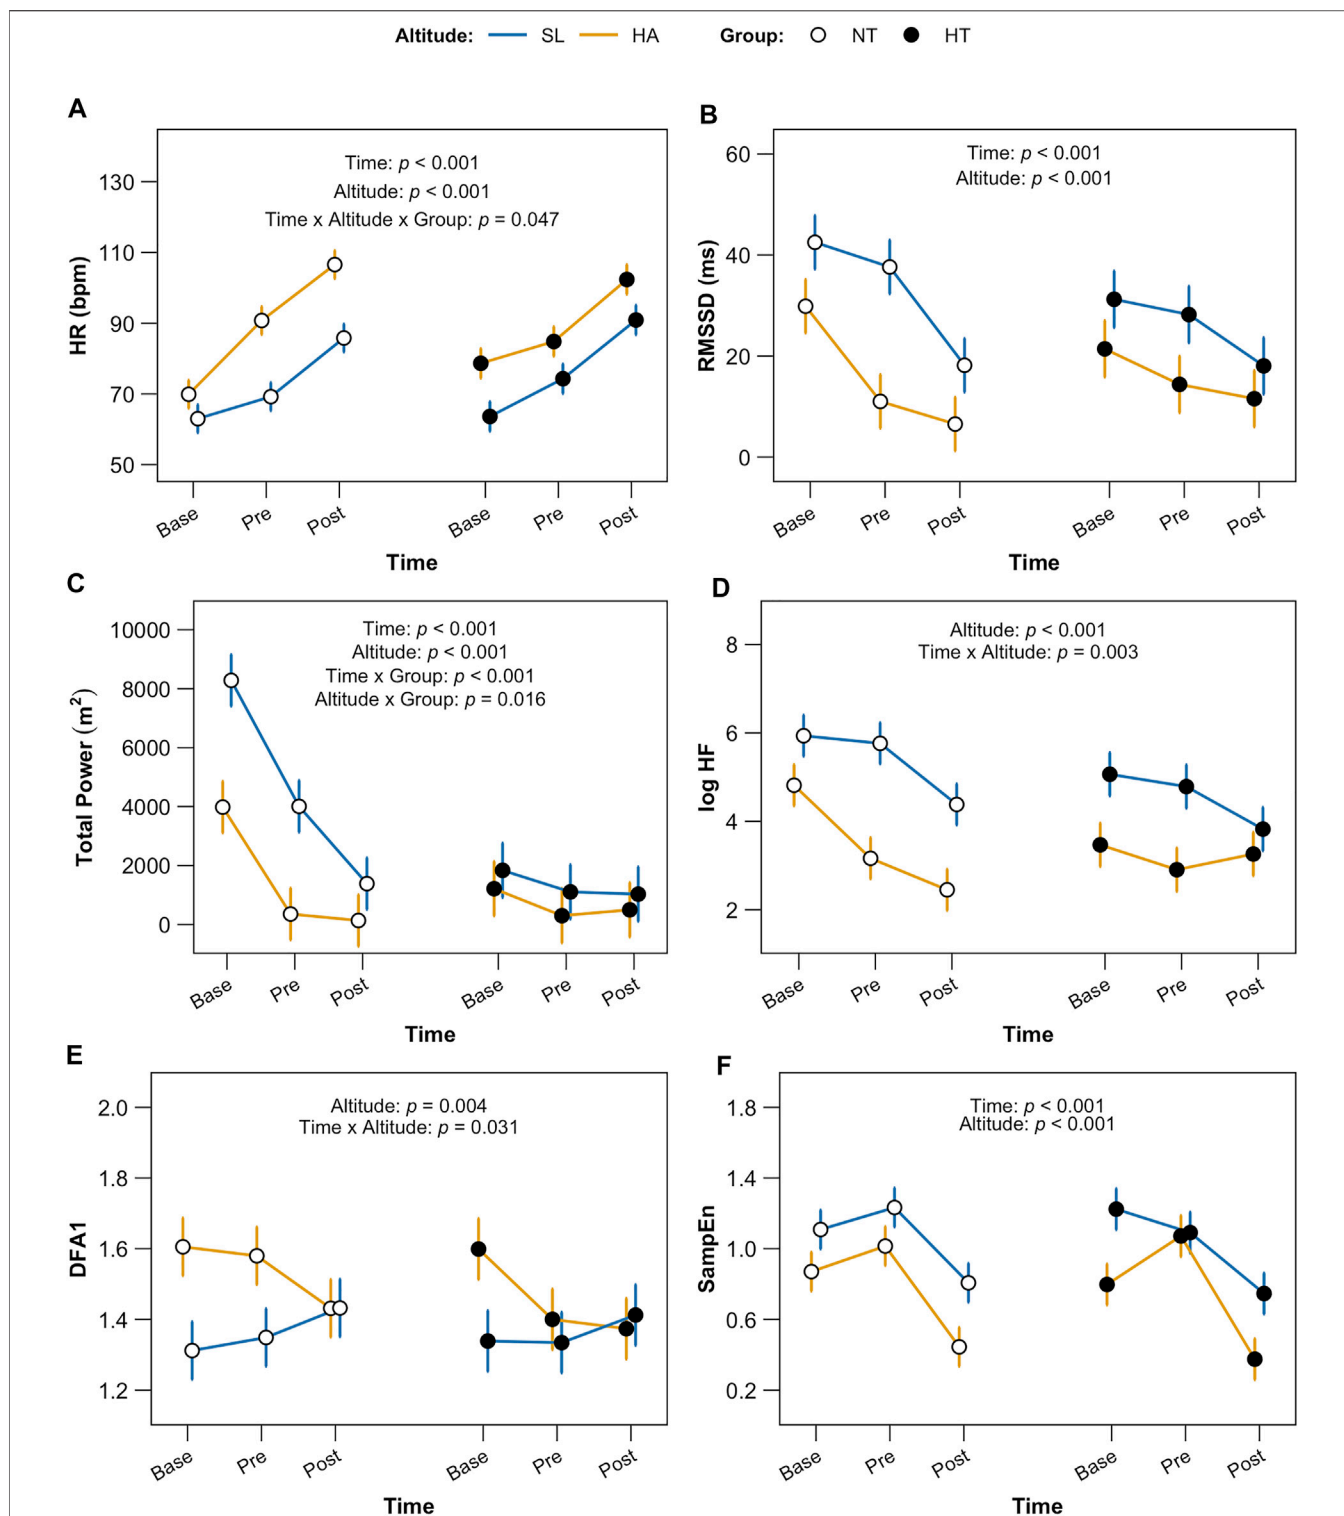 Altitude: SL HA Group: NT HT
A
Time: p < 0.001
Altitude: p < 0.001
Time x Altitude x Group: p = 0.047
130
110
90
70
50
HR (bpm)
Base Pre Post Base Pre Post
Time
B
Time: p < 0.001
Altitude: p < 0.001
60
40
20
0
RMSSD (ms)
Base Pre Post Base Pre Post
Time
C
Time: p < 0.001
Altitude: p < 0.001
Time x Group: p < 0.001
Altitude x Group: p = 0.016
10000
8000
6000
4000
2000
0
Total Power (m²)
Base Pre Post Base Pre Post
Time
D
Altitude: p < 0.001
Time x Altitude: p = 0.003
8
6
4
2
log HF
Base Pre Post Base Pre Post
Time
E
Altitude: p = 0.004
Time x Altitude: p = 0.031
2.0
1.8
1.6
1.4
1.2
DFA1
Base Pre Post Base Pre Post
Time
F
Time: p < 0.001
Altitude: p < 0.001
1.8
1.4
1.0
0.6
0.2
SampEn
Base Pre Post Base Pre Post
Time